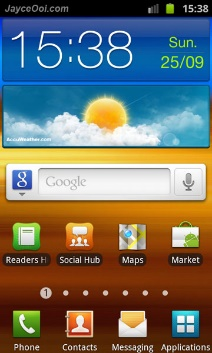 JayceOoi.com
15:38
15:38
Sun.
25/09
AccuWeather.com
Google
Readers H
Social Hub
Maps
Market
1
Phone
Contacts
Messaging
Applications